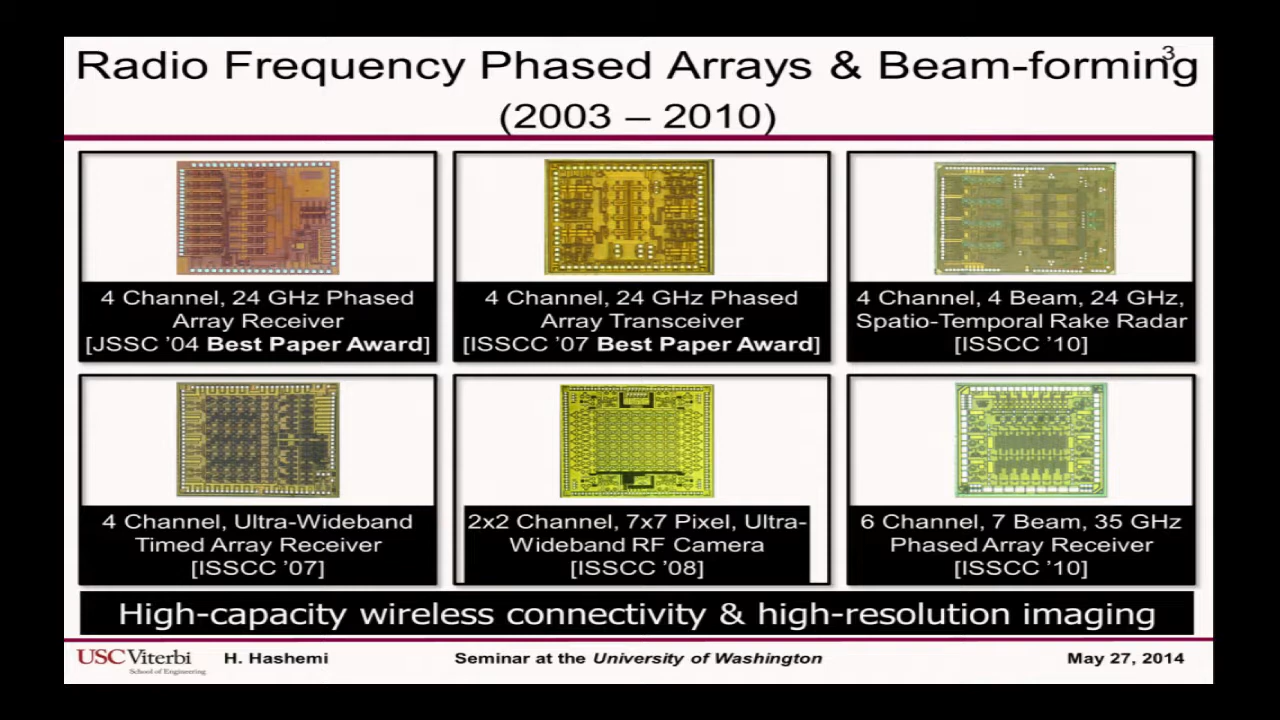 Radio Frequency Phased Arrays & Beam-forming
3
(2003 – 2010)
4 Channel, 24 GHz Phased
Array Receiver
[JSSC ’04 Best Paper Award]
4 Channel, 24 GHz Phased
Array Transceiver
[ISSCC ’07 Best Paper Award]
4 Channel, 4 Beam, 24 GHz,
Spatio-Temporal Rake Radar
[ISSCC ’10]
4 Channel, Ultra-Wideband
Timed Array Receiver
[ISSCC ’07]
2x2 Channel, 7x7 Pixel, Ultra-
Wideband RF Camera
[ISSCC ’08]
6 Channel, 7 Beam, 35 GHz
Phased Array Receiver
[ISSCC ’10]
High-capacity wireless connectivity & high-resolution imaging
USC Viterbi
School of Engineering
H. Hashemi
Seminar at the University of Washington
May 27, 2014